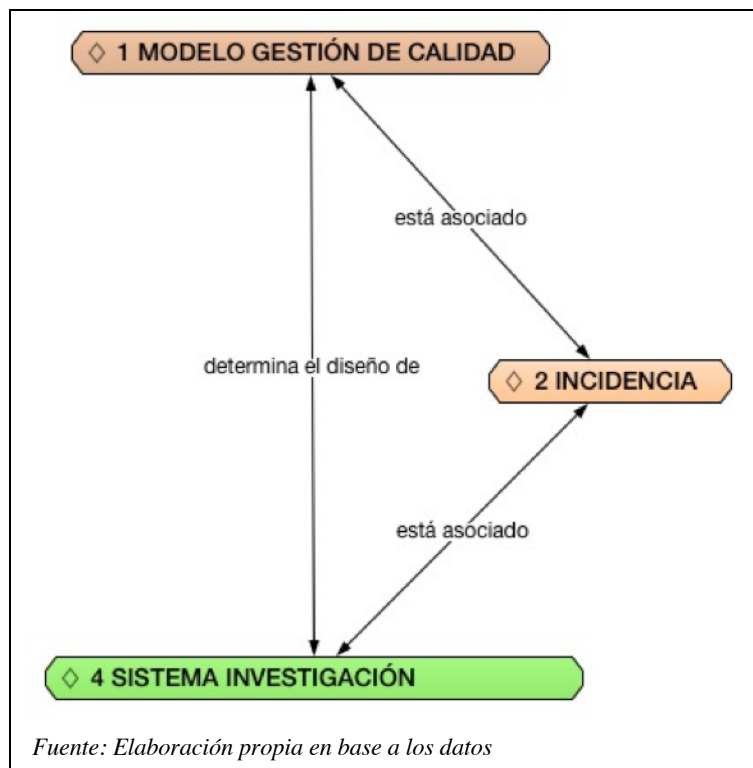 ◇ 1 MODELO GESTIÓN DE CALIDAD
está asociado
determina el diseño de
◇ 2 INCIDENCIA
está asociado
◇ 4 SISTEMA INVESTIGACIÓN
Fuente: Elaboración propia en base a los datos